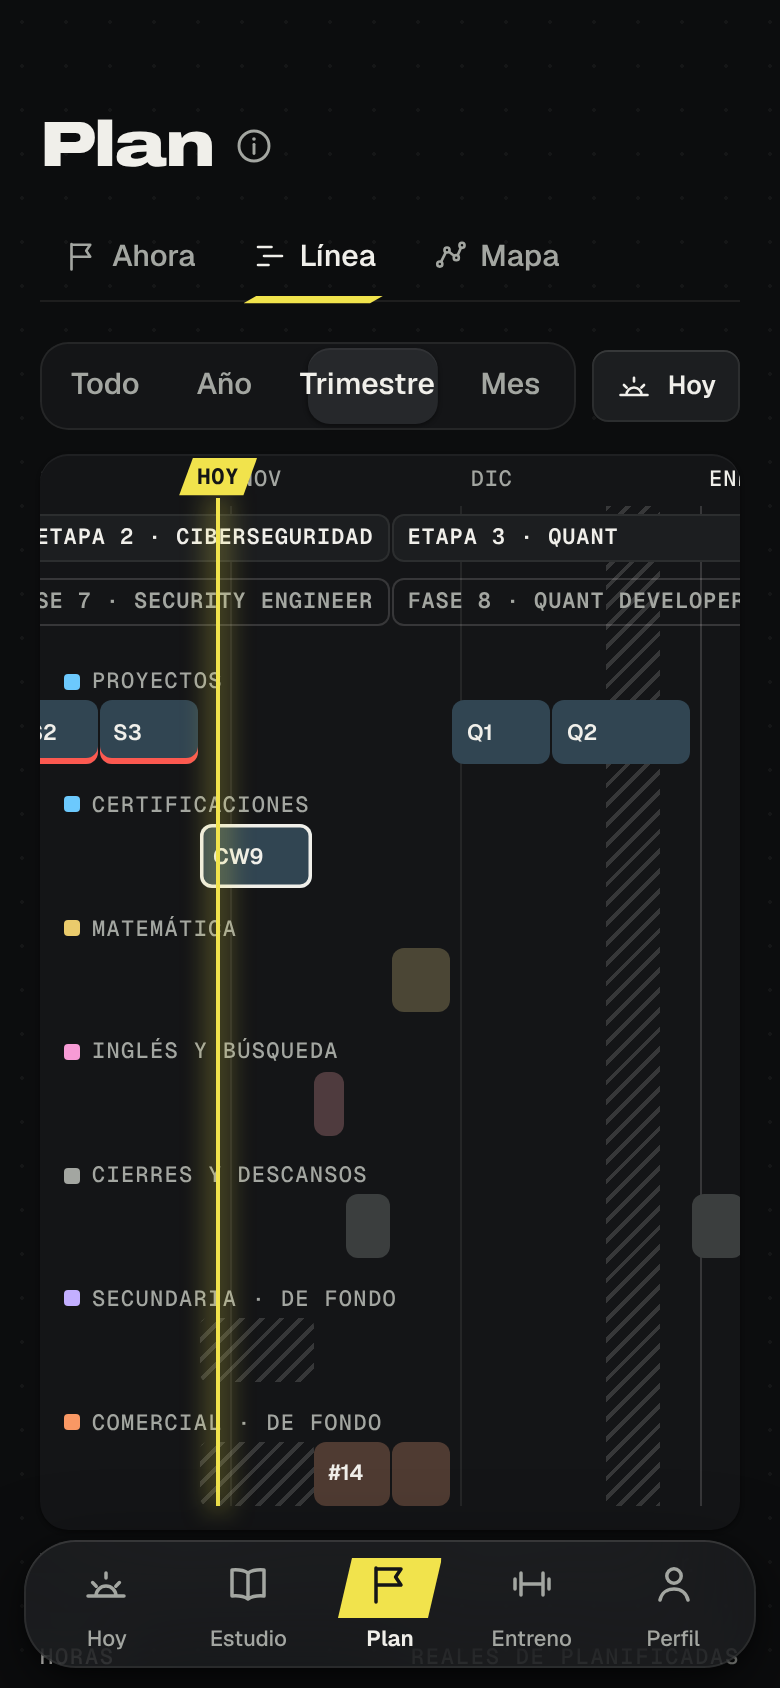 Plan
Ahora
Línea
Mapa
Todo
Año
Trimestre
Mes
Hoy
HOY
DIC
ETAPA 2 · CIBERSEGURIDAD
ETAPA 3 · QUANT
SE 7 · SECURITY ENGINEER
FASE 8 · QUANT DEVELOPER
PROYECTOS
S3
Q1
Q2
CERTIFICACIONES
CW9
MATEMÁTICA
INGLÉS Y BÚSQUEDA
CIERRES Y DESCANSOS
SECUNDARIA · DE FONDO
COMERCIAL · DE FONDO
#14
Hoy
Estudio
Plan
Entreno
Perfil
HORAS
REALES DE PLANIFICADAS